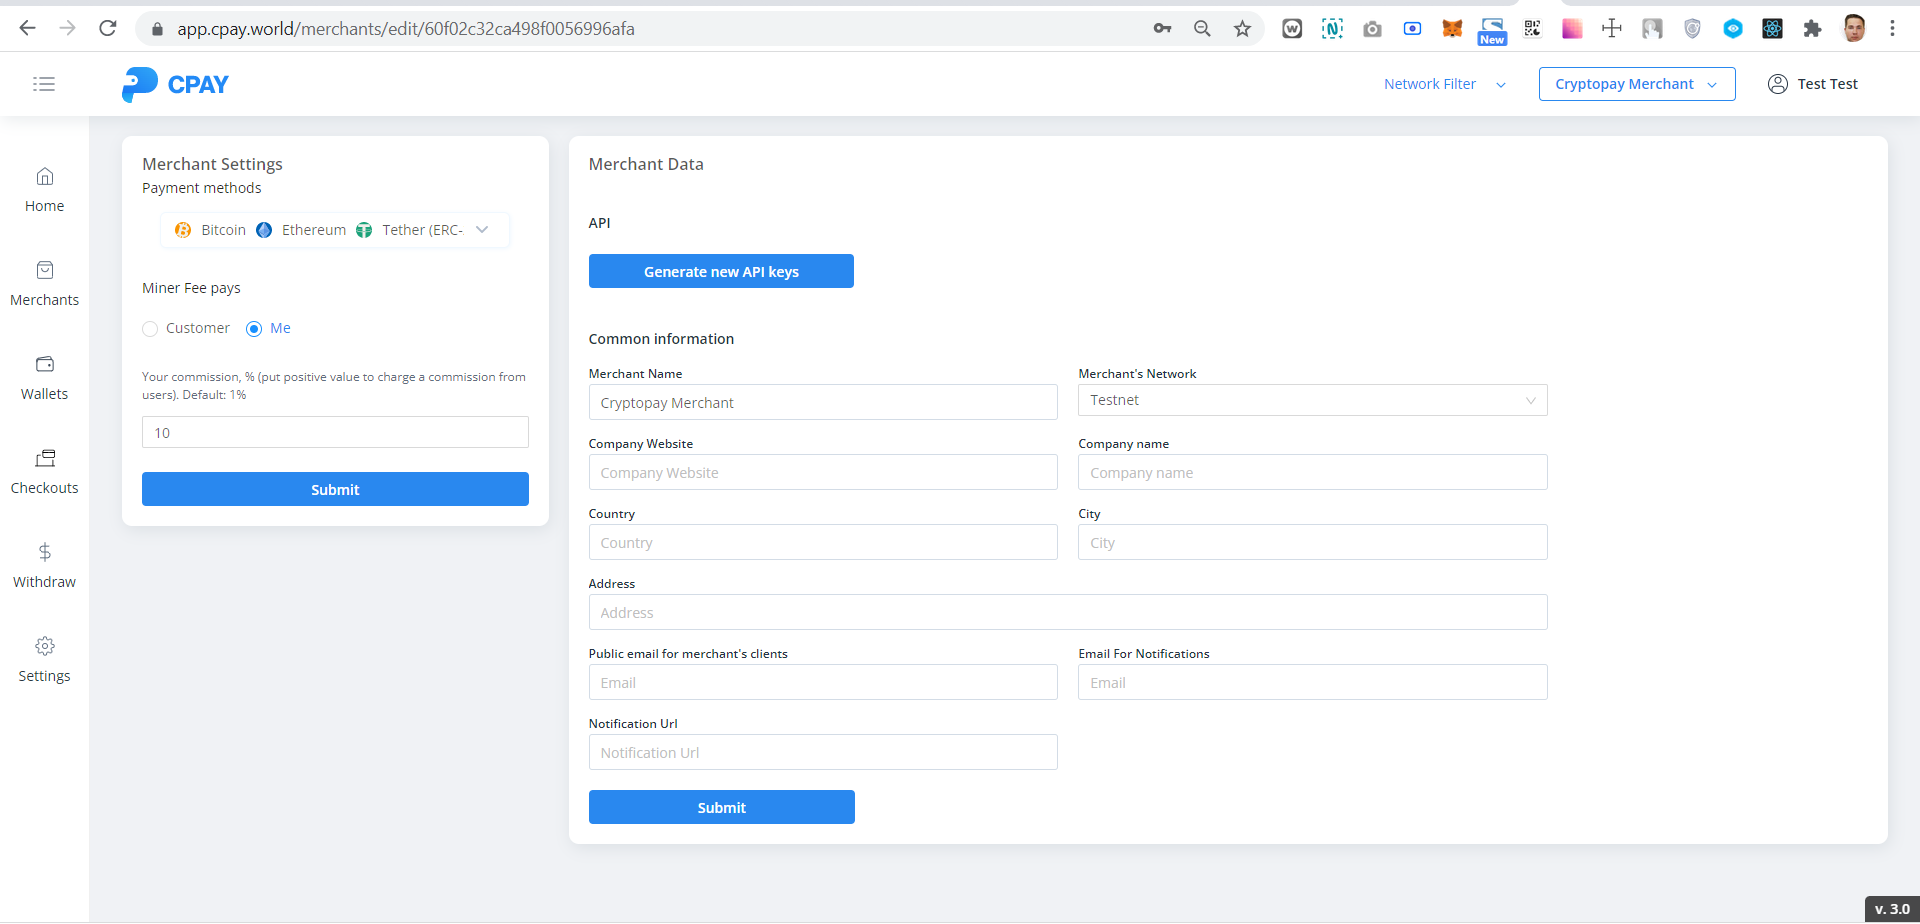 app.cpay.world/merchants/edit/60f02c32ca498f0056996afa
New
CPAY
Network Filter
Cryptopay Merchant
Test Test
Home
Merchants
Wallets
Checkouts
Withdraw
Settings
Merchant Settings
Payment methods
Bitcoin Ethereum Tether (ERC-
Miner Fee pays
Customer Me
Your commission, % (put positive value to charge a commission from
users). Default: 1%
10
Submit
Merchant Data
API
Generate new API keys
Common information
Merchant Name Merchant's Network
Cryptopay Merchant Testnet
Company Website Company name
Company Website Company name
Country City
Country City
Address
Address
Public email for merchant's clients Email For Notifications
Email Email
Notification Url
Notification Url
Submit
v. 3.0